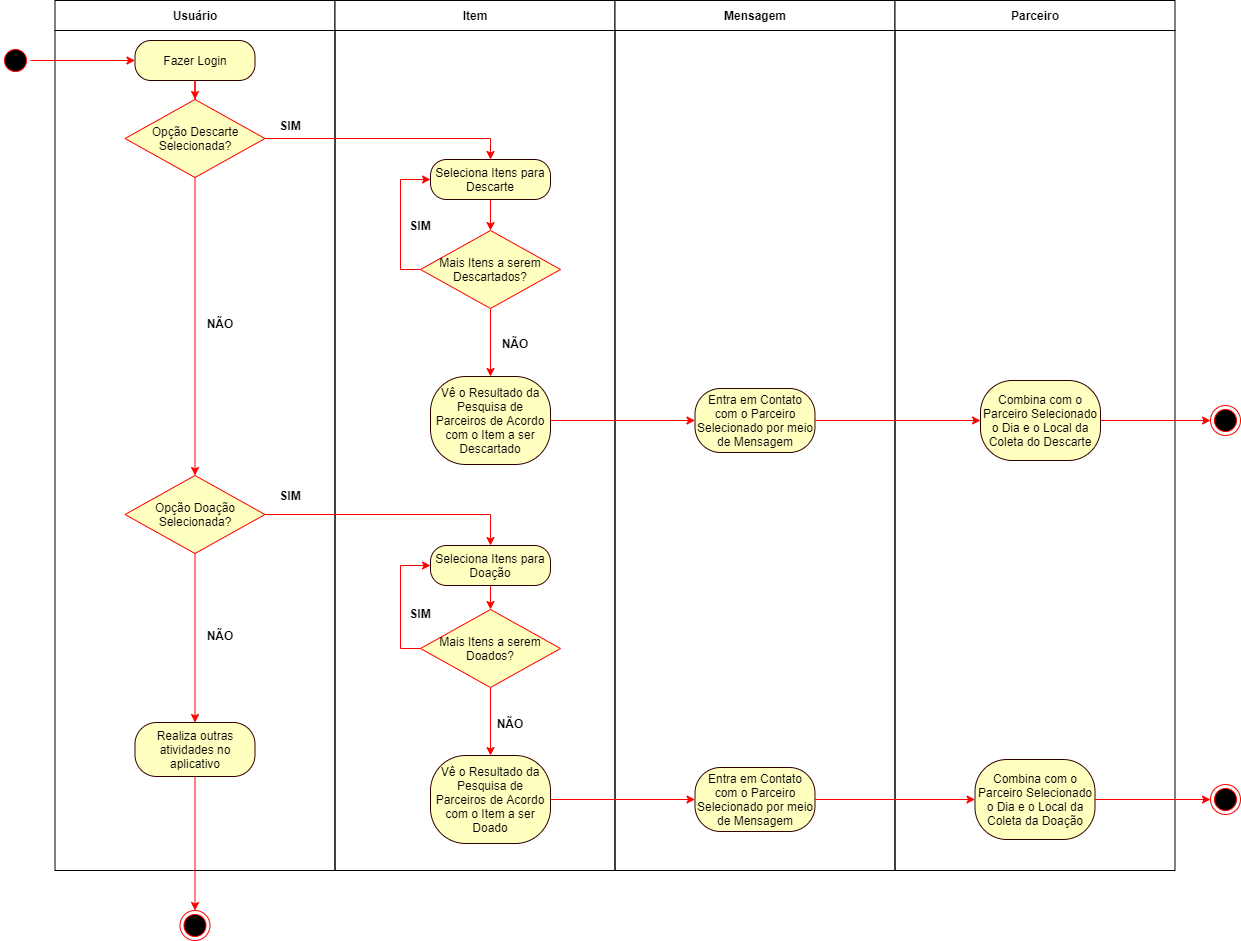 Usuário
Item
Mensagem
Parceiro
Fazer Login
Opção Descarte
Selecionada?
SIM
Seleciona Itens para
Descarte
SIM
Mais Itens a serem
Descartados?
NÃO
NÃO
Vê o Resultado da
Pesquisa de
Parceiros de Acordo
com o Item a ser
Descartado
Entra em Contato
com o Parceiro
Selecionado por meio
de Mensagem
Combina com o
Parceiro Selecionado
o Dia e o Local da
Coleta do Descarte
Opção Doação
Selecionada?
SIM
Seleciona Itens para
Doação
SIM
Mais Itens a serem
Doados?
NÃO
NÃO
Realiza outras
atividades no
aplicativo
Vê o Resultado da
Pesquisa de
Parceiros de Acordo
com o Item a ser
Doado
Entra em Contato
com o Parceiro
Selecionado por meio
de Mensagem
Combina com o
Parceiro Selecionado
o Dia e o Local da
Coleta da Doação